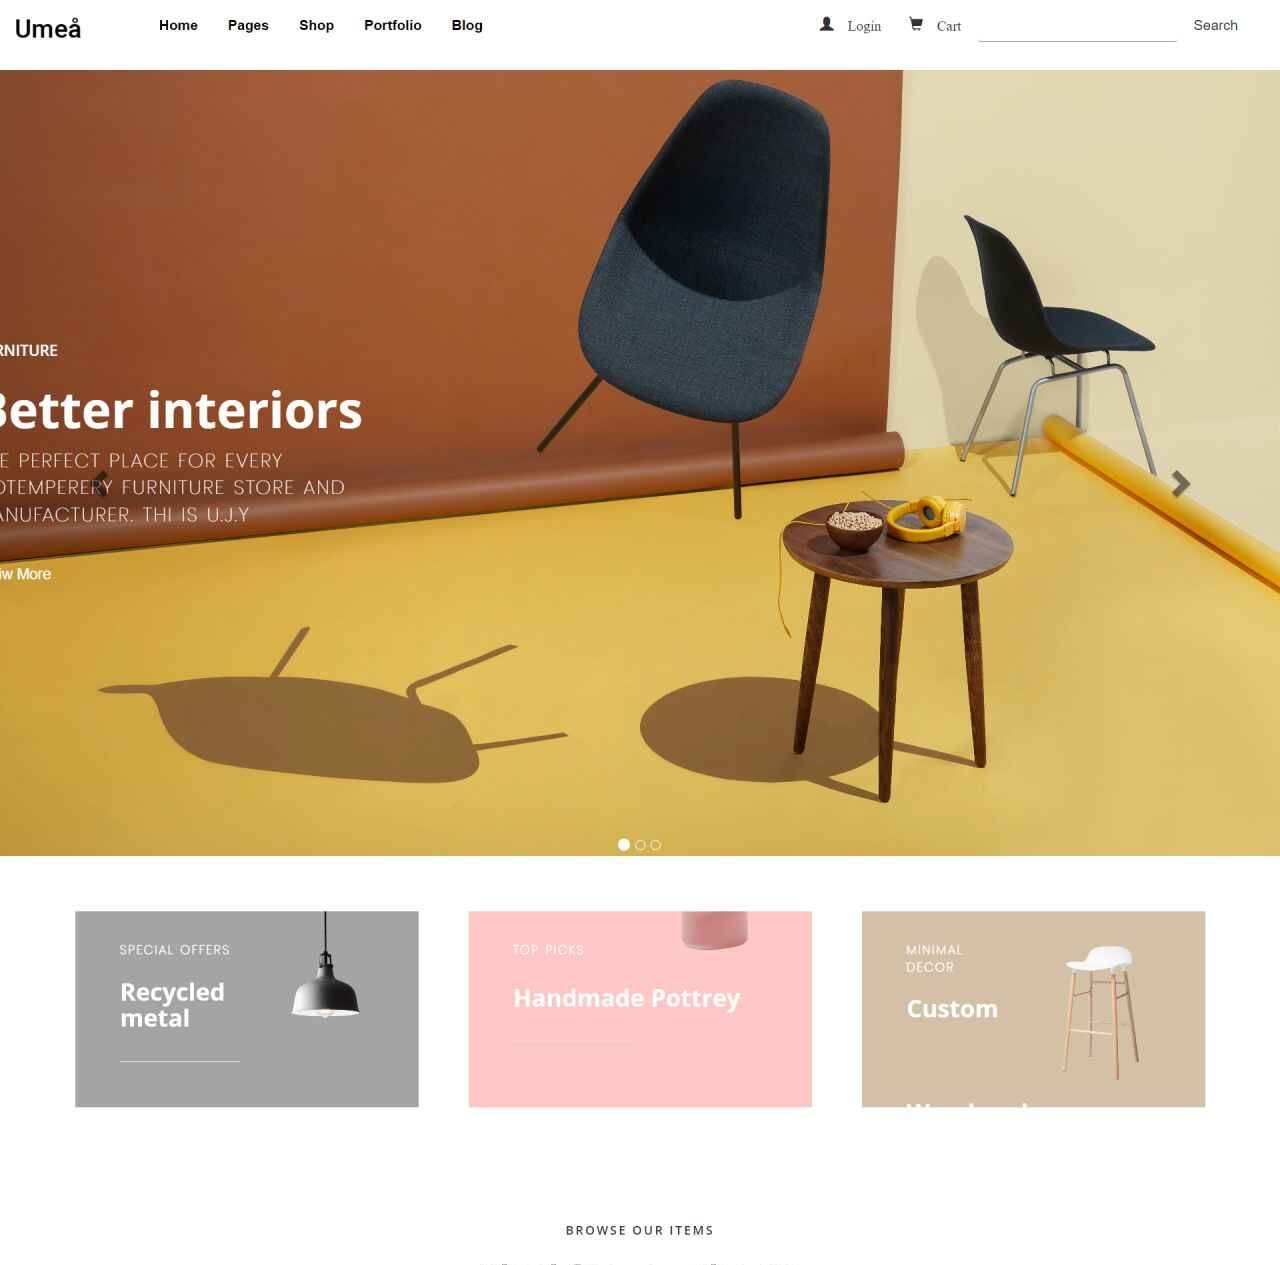 Umeå
Home Pages Shop Portfolio Blog
Login Cart Search
RNITURE
Better interiors
E PERFECT PLACE FOR EVERY
OTEMPERERY FURNITURE STORE AND
ANUFACTURER. THI IS U.J.Y
iw More
SPECIAL OFFERS
Recycled
metal
TOP PICKS
Handmade Pottrey
MINIMAL
DECOR
Custom
BROWSE OUR ITEMS